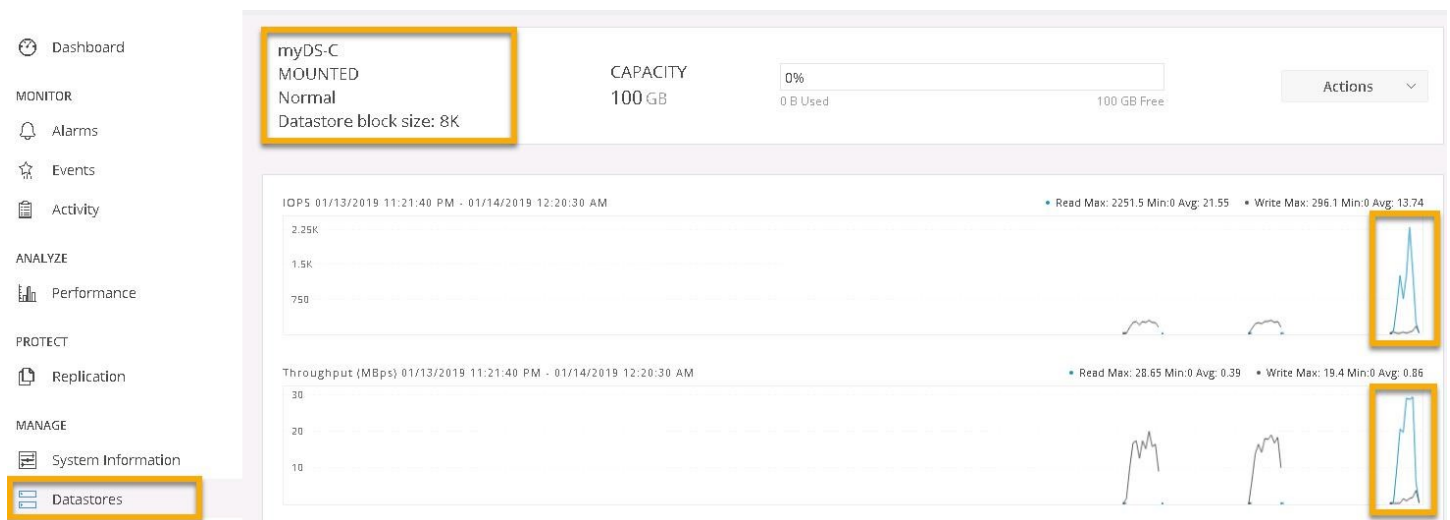 Dashboard
MONITOR
Alarms
Events
Activity
ANALYZE
Performance
PROTECT
Replication
MANAGE
System Information
Datastores
myDS-C
MOUNTED
Normal
Datastore block size: 8K
CAPACITY
100 GB
0%
0 B Used
100 GB Free
Actions
IOPS 01/13/2019 11:21:40 PM - 01/14/2019 12:20:30 AM
Read Max: 2251.5 Min:0 Avg: 21.55
Write Max: 296.1 Min:0 Avg: 13.74
2.25K
1.5K
750
Throughput (MBps) 01/13/2019 11:21:40 PM - 01/14/2019 12:20:30 AM
Read Max: 28.65 Min:0 Avg: 0.39
Write Max: 19.4 Min:0 Avg: 0.86
30
20
10